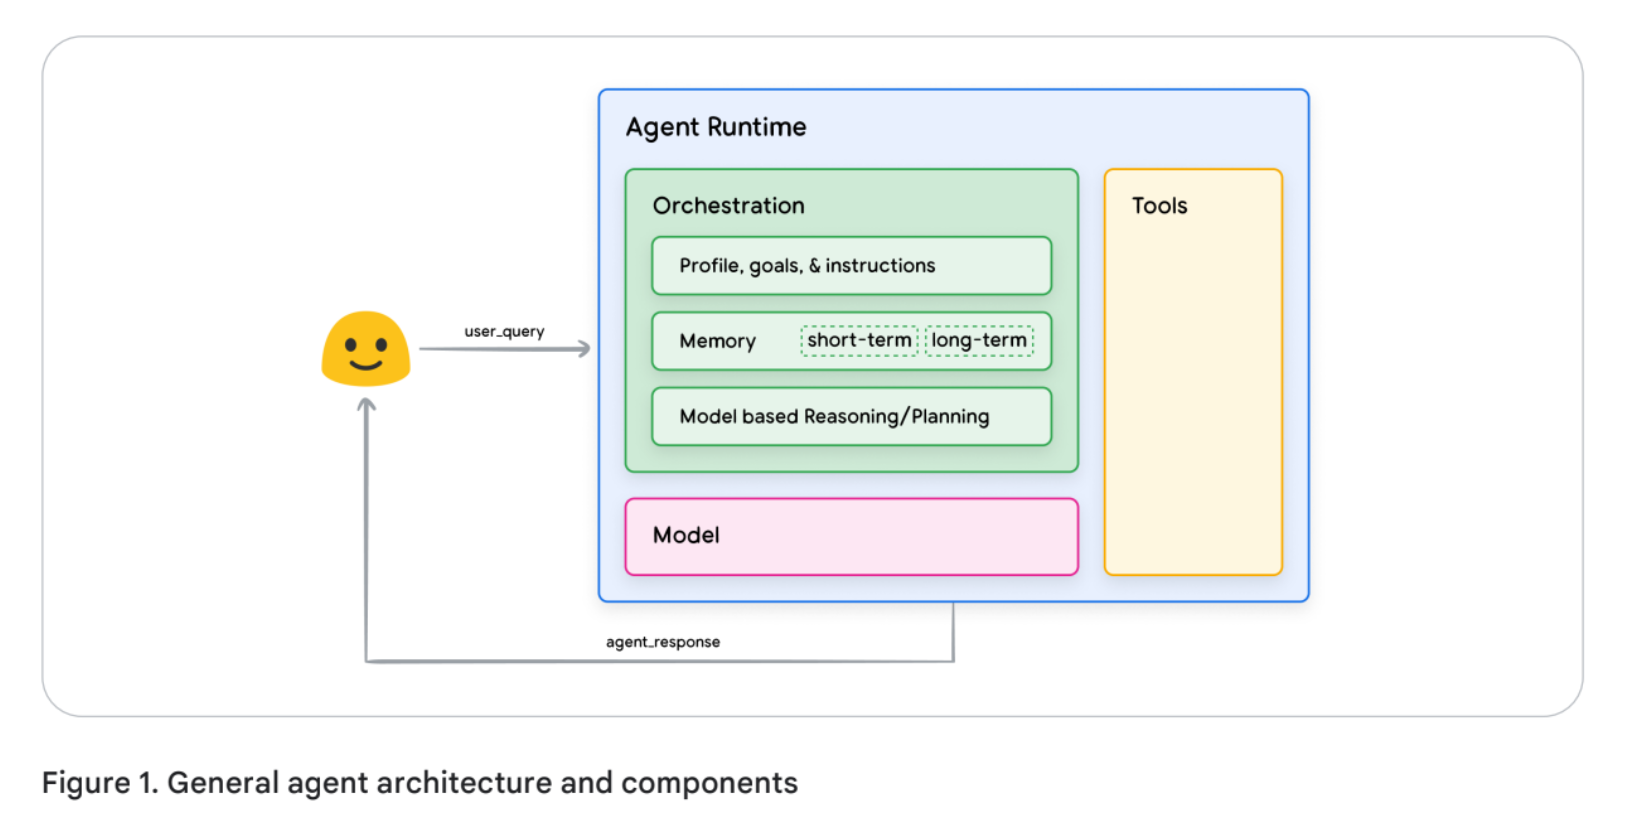 Agent Runtime
Orchestration
Profile, goals, & instructions
Memory short-term long-term
Model based Reasoning/Planning
Model
Tools
user_query
agent_response
Figure 1. General agent architecture and components